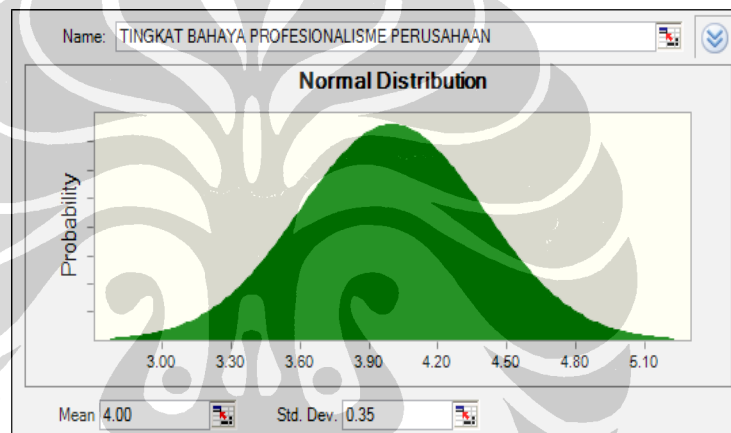 Name: TINGKAT BAHAYA PROFESIONALISME PERUSAHAAN
Normal Distribution
Probability
3.00 3.30 3.60 3.90 4.20 4.50 4.80 5.10
Mean 4.00 Std. Dev. 0.35